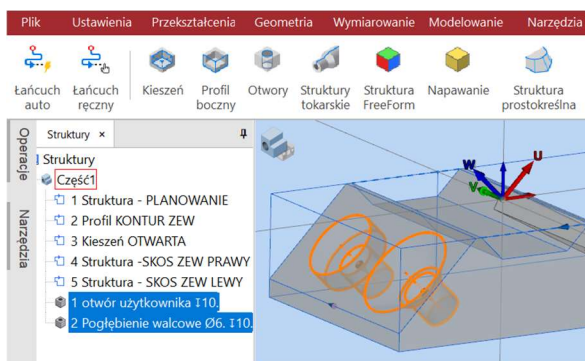 Plik Ustawienia Przekształcenia Geometria Wymiarowanie Modelowanie Narzędzia
Łańcuch auto
Łańcuch ręczny
Kieszeń
Profil boczny
Otwory
Struktury tokarskie
Struktura FreeForm
Napawanie
Struktura prostokreślna
Operacje
Narzędzia
Struktury ×
Struktury
Część1
1 Struktura - PLANOWANIE
2 Profil KONTUR ZEW
3 Kieszeń OTWARTA
4 Struktura -SKOS ZEW PRAWY
5 Struktura - SKOS ZEW LEWY
1 otwór użytkownika ↧10.
2 Pogłębienie walcowe Ø6. ↧10.
W
U
V